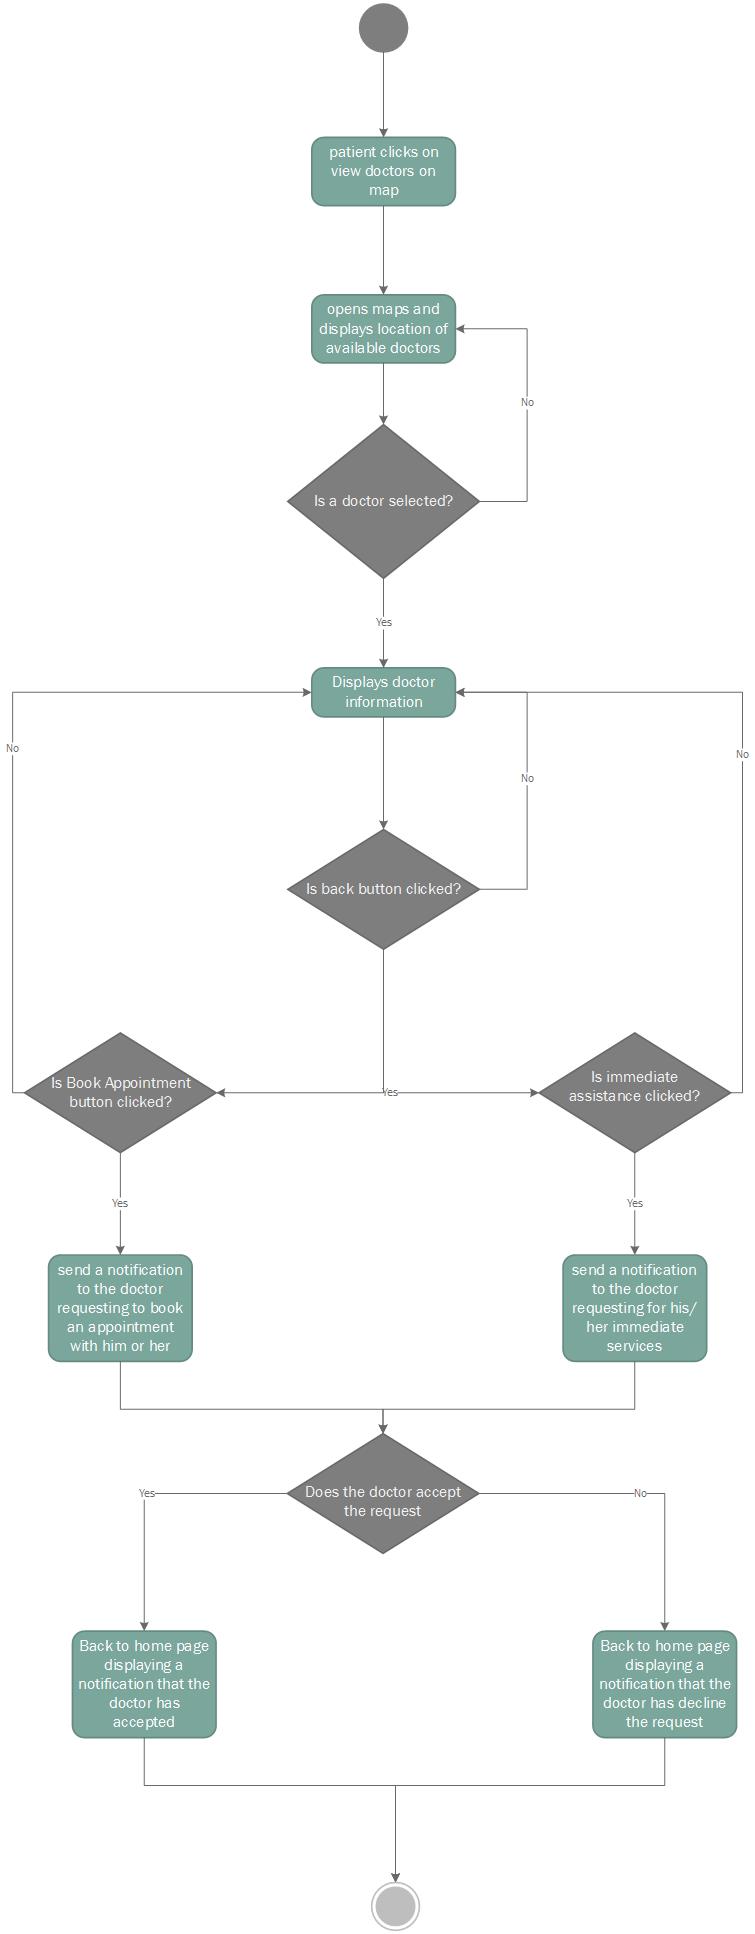 patient clicks on
view doctors on
map
opens maps and
displays location of
available doctors
No
Is a doctor selected?
Yes
Displays doctor
information
No
No
No
Is back button clicked?
Is Book Appointment
button clicked?
Yes
Is immediate
assistance clicked?
Yes
Yes
send a notification
to the doctor
requesting to book
an appointment
with him or her
send a notification
to the doctor
requesting for his/
her immediate
services
Does the doctor accept
the request
Yes
No
Back to home page
displaying a
notification that the
doctor has
accepted
Back to home page
displaying a
notification that the
doctor has decline
the request